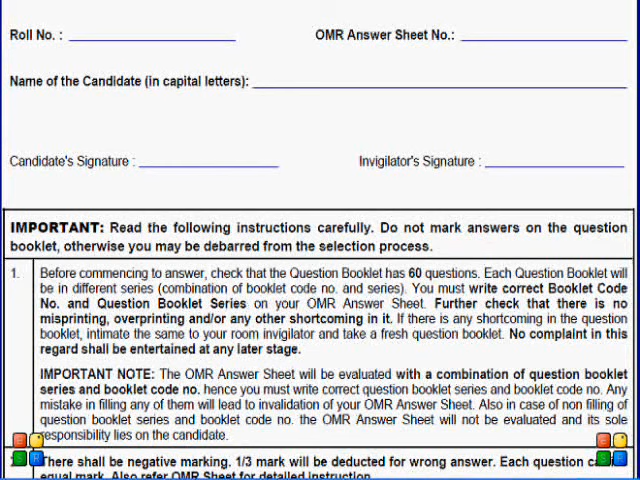 Roll No. : OMR Answer Sheet No.:
Name of the Candidate (in capital letters):
Candidate's Signature : Invigilator's Signature :
IMPORTANT: Read the following instructions carefully. Do not mark answers on the question
booklet, otherwise you may be debarred from the selection process.
1. Before commencing to answer, check that the Question Booklet has 60 questions. Each Question Booklet will
be in different series (combination of booklet code no. and series). You must write correct Booklet Code
No. and Question Booklet Series on your OMR Answer Sheet. Further check that there is no
misprinting, overprinting and/or any other shortcoming in it. If there is any shortcoming in the question
booklet, intimate the same to your room invigilator and take a fresh question booklet. No complaint in this
regard shall be entertained at any later stage.
IMPORTANT NOTE: The OMR Answer Sheet will be evaluated with a combination of question booklet
series and booklet code no. hence you must write correct question booklet series and booklet code no. Any
mistake in filling any of them will lead to invalidation of your OMR Answer Sheet. Also in case of non filling of
question booklet series and booklet code no. the OMR Answer Sheet will not be evaluated and its sole
responsibility lies on the candidate.
There shall be negative marking. 1/3 mark will be deducted for wrong answer. Each question
equal mark. Also refer OMR Sheet for detailed instruction.